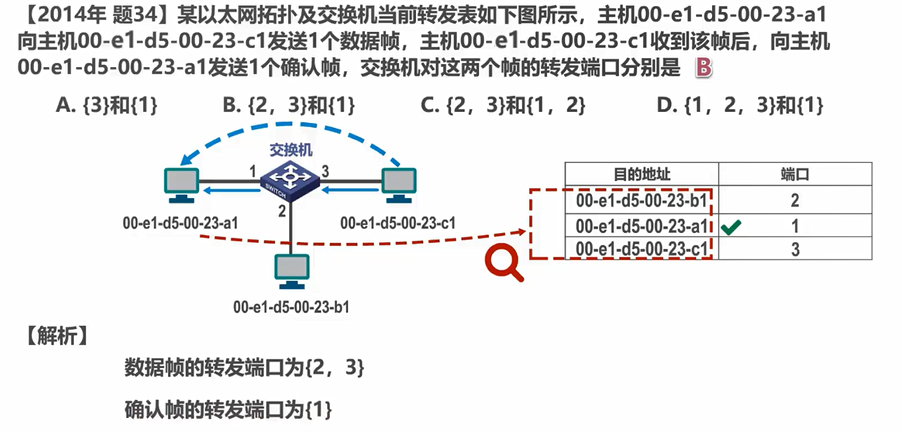 【2014年 题34】某以太网拓扑及交换机当前转发表如下图所示，主机00-e1-d5-00-23-a1
向主机00-e1-d5-00-23-c1发送1个数据帧，主机00-e1-d5-00-23-c1收到该帧后，向主机
00-e1-d5-00-23-a1发送1个确认帧，交换机对这两个帧的转发端口分别是 B
A. {3}和{1} B. {2，3}和{1} C. {2，3}和{1，2} D. {1，2，3}和{1}
交换机
1 3
SWITCH
2
00-e1-d5-00-23-a1 00-e1-d5-00-23-c1
00-e1-d5-00-23-b1
目的地址 端口
00-e1-d5-00-23-b1 2
00-e1-d5-00-23-a1 1
00-e1-d5-00-23-c1 3
【解析】
数据帧的转发端口为{2，3}
确认帧的转发端口为{1}